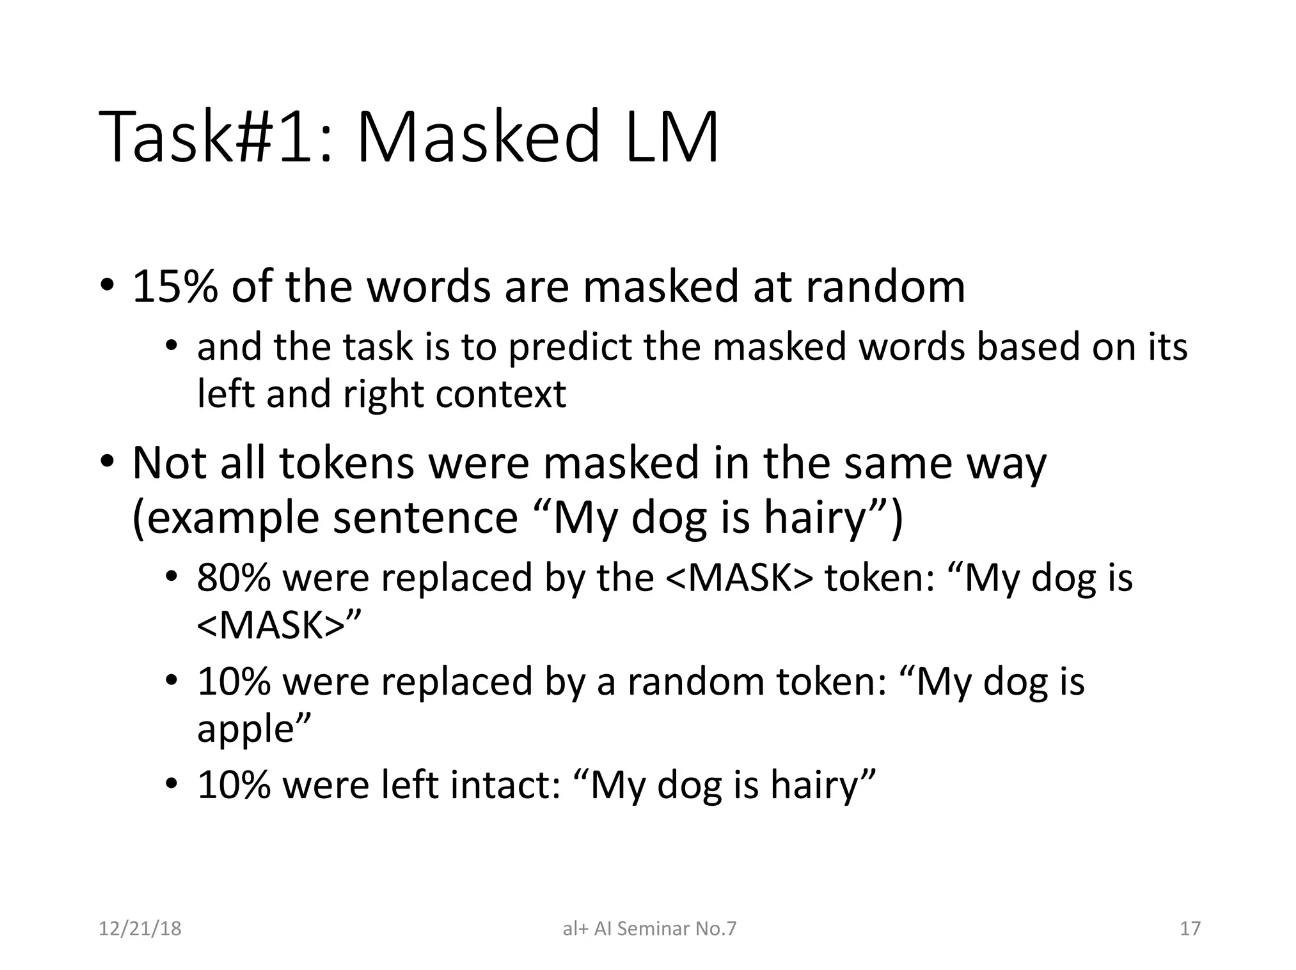 Task#1: Masked LM
• 15% of the words are masked at random
• and the task is to predict the masked words based on its
left and right context
• Not all tokens were masked in the same way
(example sentence “My dog is hairy”)
• 80% were replaced by the <MASK> token: “My dog is
<MASK>”
• 10% were replaced by a random token: “My dog is
apple”
• 10% were left intact: “My dog is hairy”
12/21/18
al+ AI Seminar No.7
17